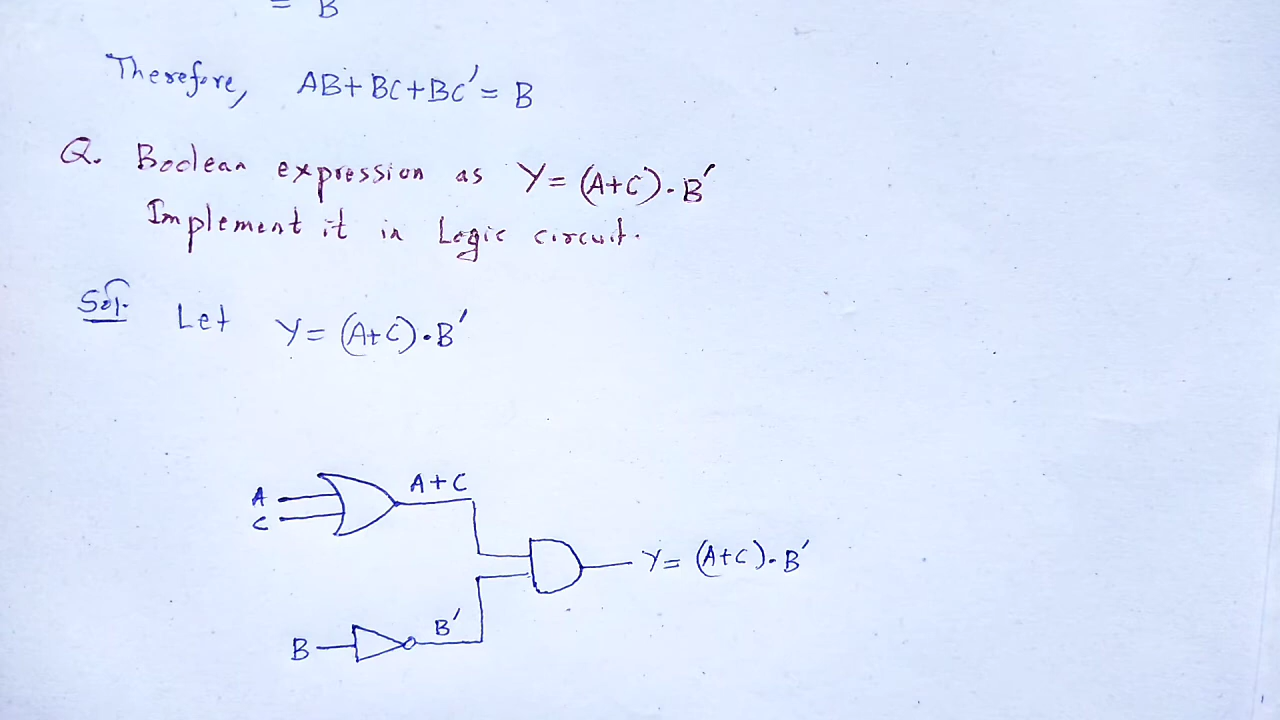 = B
Therefore, AB+BC+BC′= B
Q. Boolean expression as Y=(A+C).B′
Implement it in Logic circuit.
Sol. Let Y=(A+C).B′
A
C
A+C
Y= (A+C).B′
B
B′